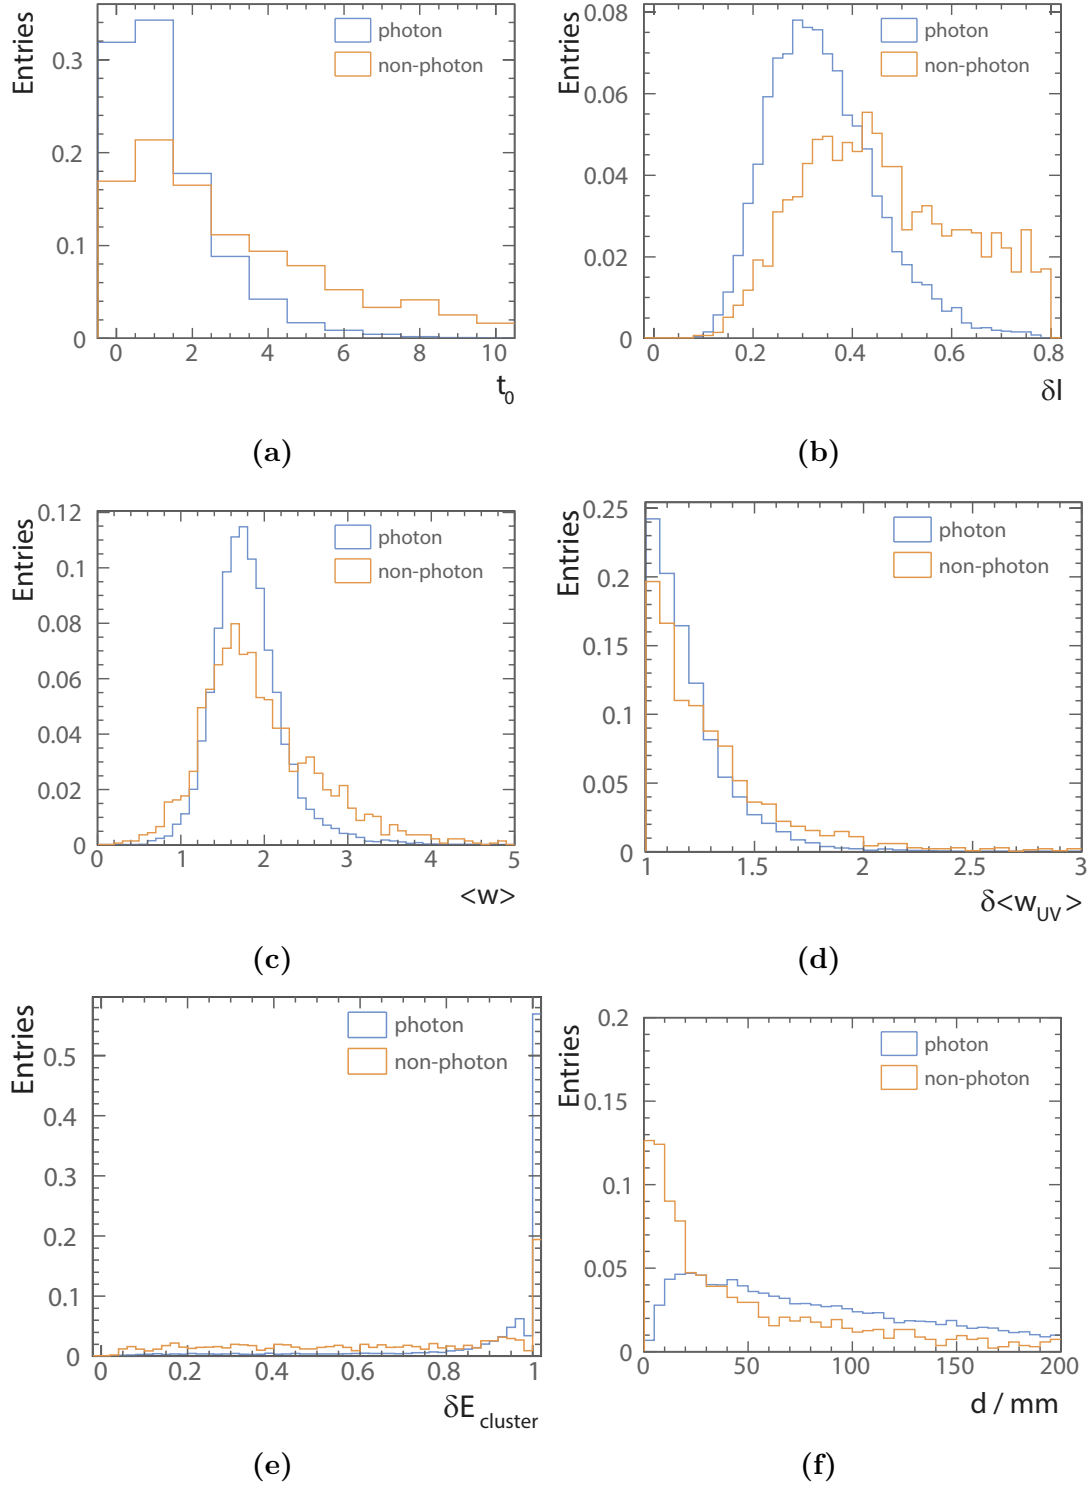 Entries
photon
non-photon
0.3
0.2
0.1
0
0 2 4 6 8 10
t₀
(a)
Entries
photon
non-photon
0.08
0.06
0.04
0.02
0
0 0.2 0.4 0.6 0.8
δl
(b)
Entries
photon
non-photon
0.12
0.1
0.08
0.06
0.04
0.02
0
0 1 2 3 4 5
<w>
(c)
Entries
photon
non-photon
0.25
0.2
0.15
0.1
0.05
0
1 1.5 2 2.5 3
δ<w_UV>
(d)
Entries
photon
non-photon
0.5
0.4
0.3
0.2
0.1
0
0 0.2 0.4 0.6 0.8 1
δE_cluster
(e)
Entries
photon
non-photon
0.2
0.15
0.1
0.05
0
0 50 100 150 200
d / mm
(f)